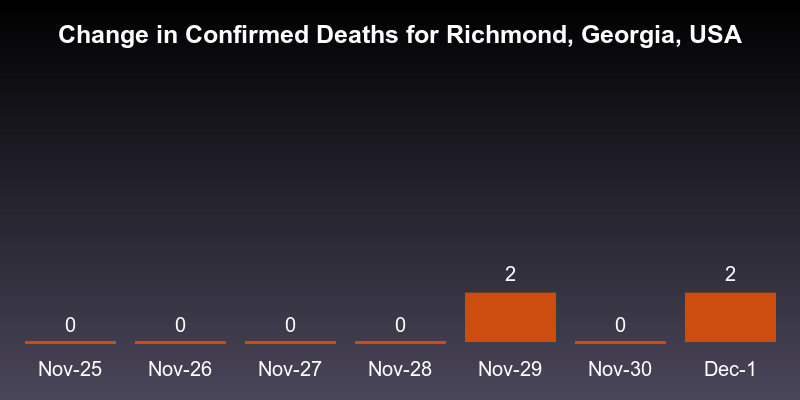 Change in Confirmed Deaths for Richmond, Georgia, USA
0 0 0 0 2 0 2
Nov-25 Nov-26 Nov-27 Nov-28 Nov-29 Nov-30 Dec-1